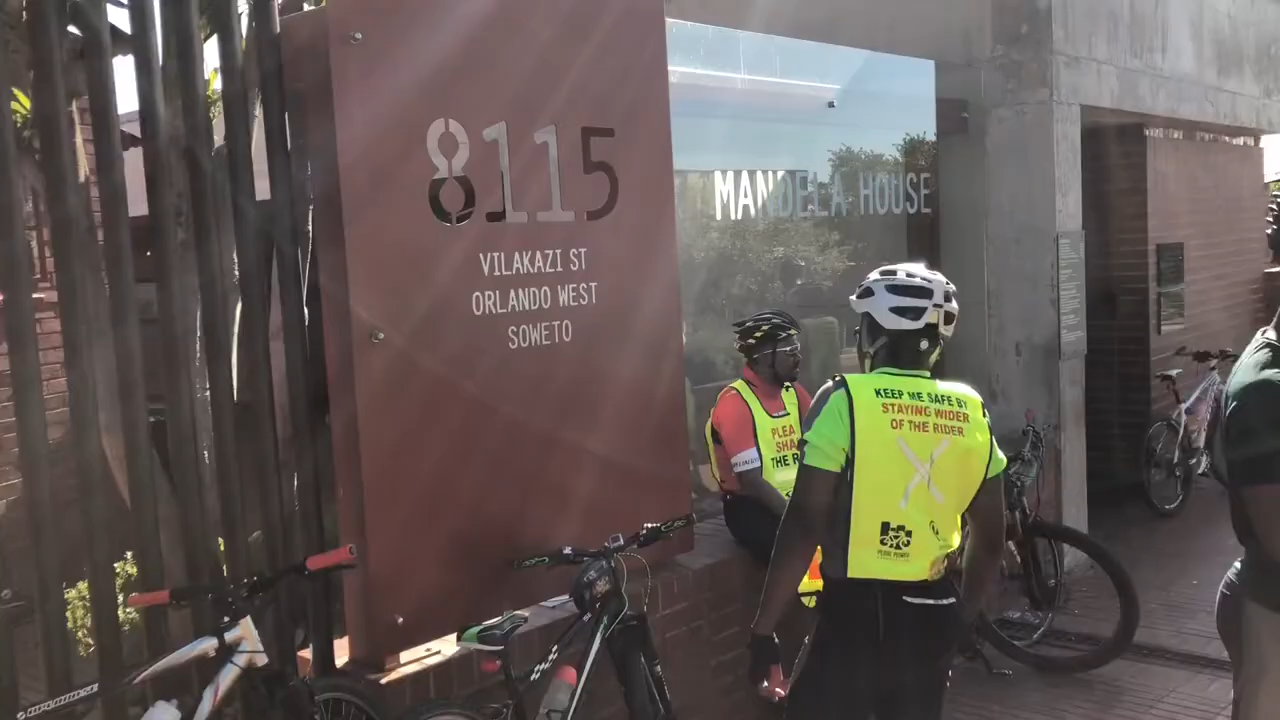 8115
VILAKAZI ST
ORLANDO WEST
SOWETO
MANDELA HOUSE
PLEA
SHA
THE R
KEEP ME SAFE BY
STAYING WIDER
OF THE RIDER